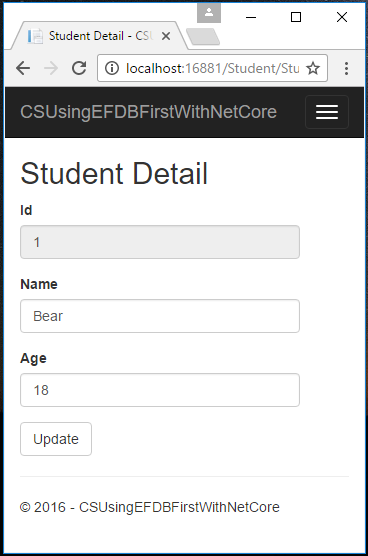 Student Detail - CS
localhost:16881/Student/Stu
CSUsingEFDBFirstWithNetCore
Student Detail
Id
1
Name
Bear
Age
18
Update
© 2016 - CSUsingEFDBFirstWithNetCore